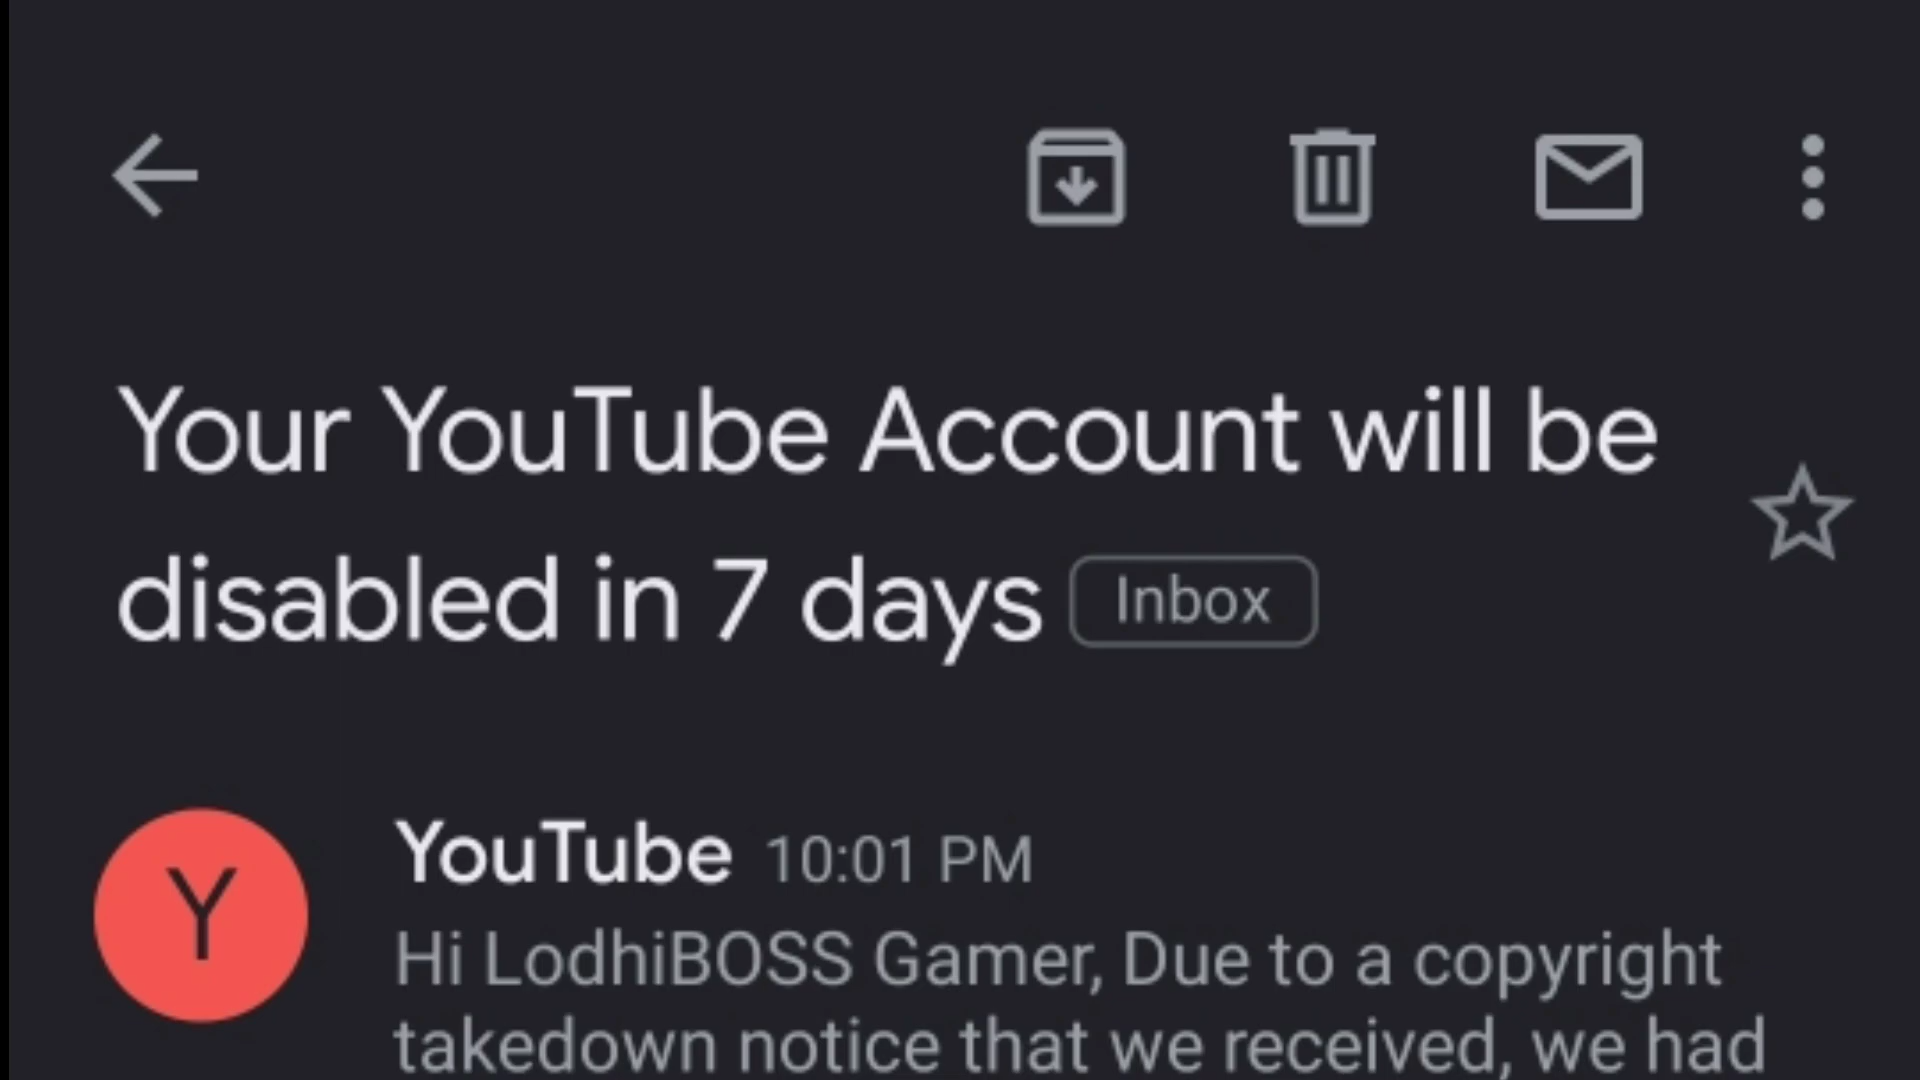 Your YouTube Account will be
disabled in 7 days Inbox
Y
YouTube 10:01 PM
Hi LodhiBOSS Gamer, Due to a copyright
takedown notice that we received, we had